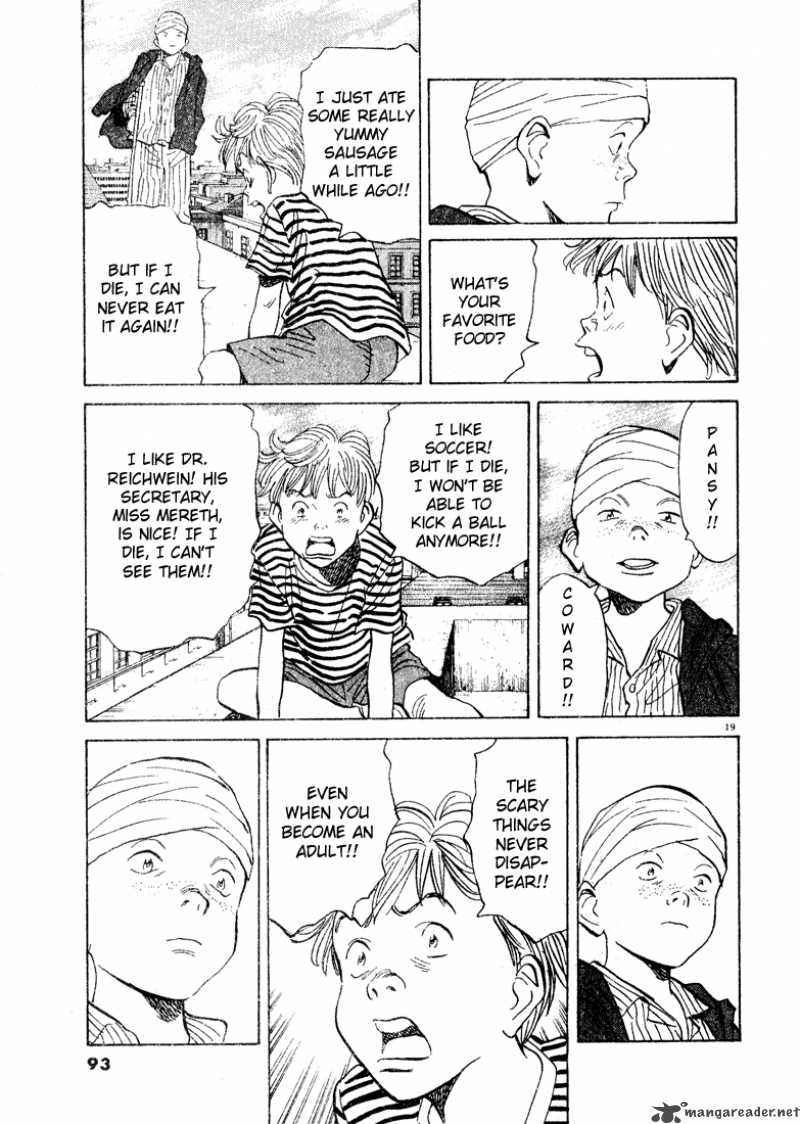 I JUST ATE
SOME REALLY
YUMMY
SAUSAGE
A LITTLE
WHILE AGO!!
BUT IF I
DIE, I CAN
NEVER EAT
IT AGAIN!!
WHAT'S
YOUR
FAVORITE
FOOD?
I LIKE DR.
REICHWEIN! HIS
SECRETARY,
MISS MERETH,
IS NICE! IF I
DIE, I CAN'T
SEE THEM!!
I LIKE
SOCCER!
BUT IF I DIE,
I WON'T BE
ABLE TO
KICK A BALL
ANYMORE!!
PANSY!!
COWARD!!
19
EVEN
WHEN YOU
BECOME AN
ADULT!!
THE
SCARY
THINGS
NEVER
DISAP-
PEAR!!
93
mangareader.net